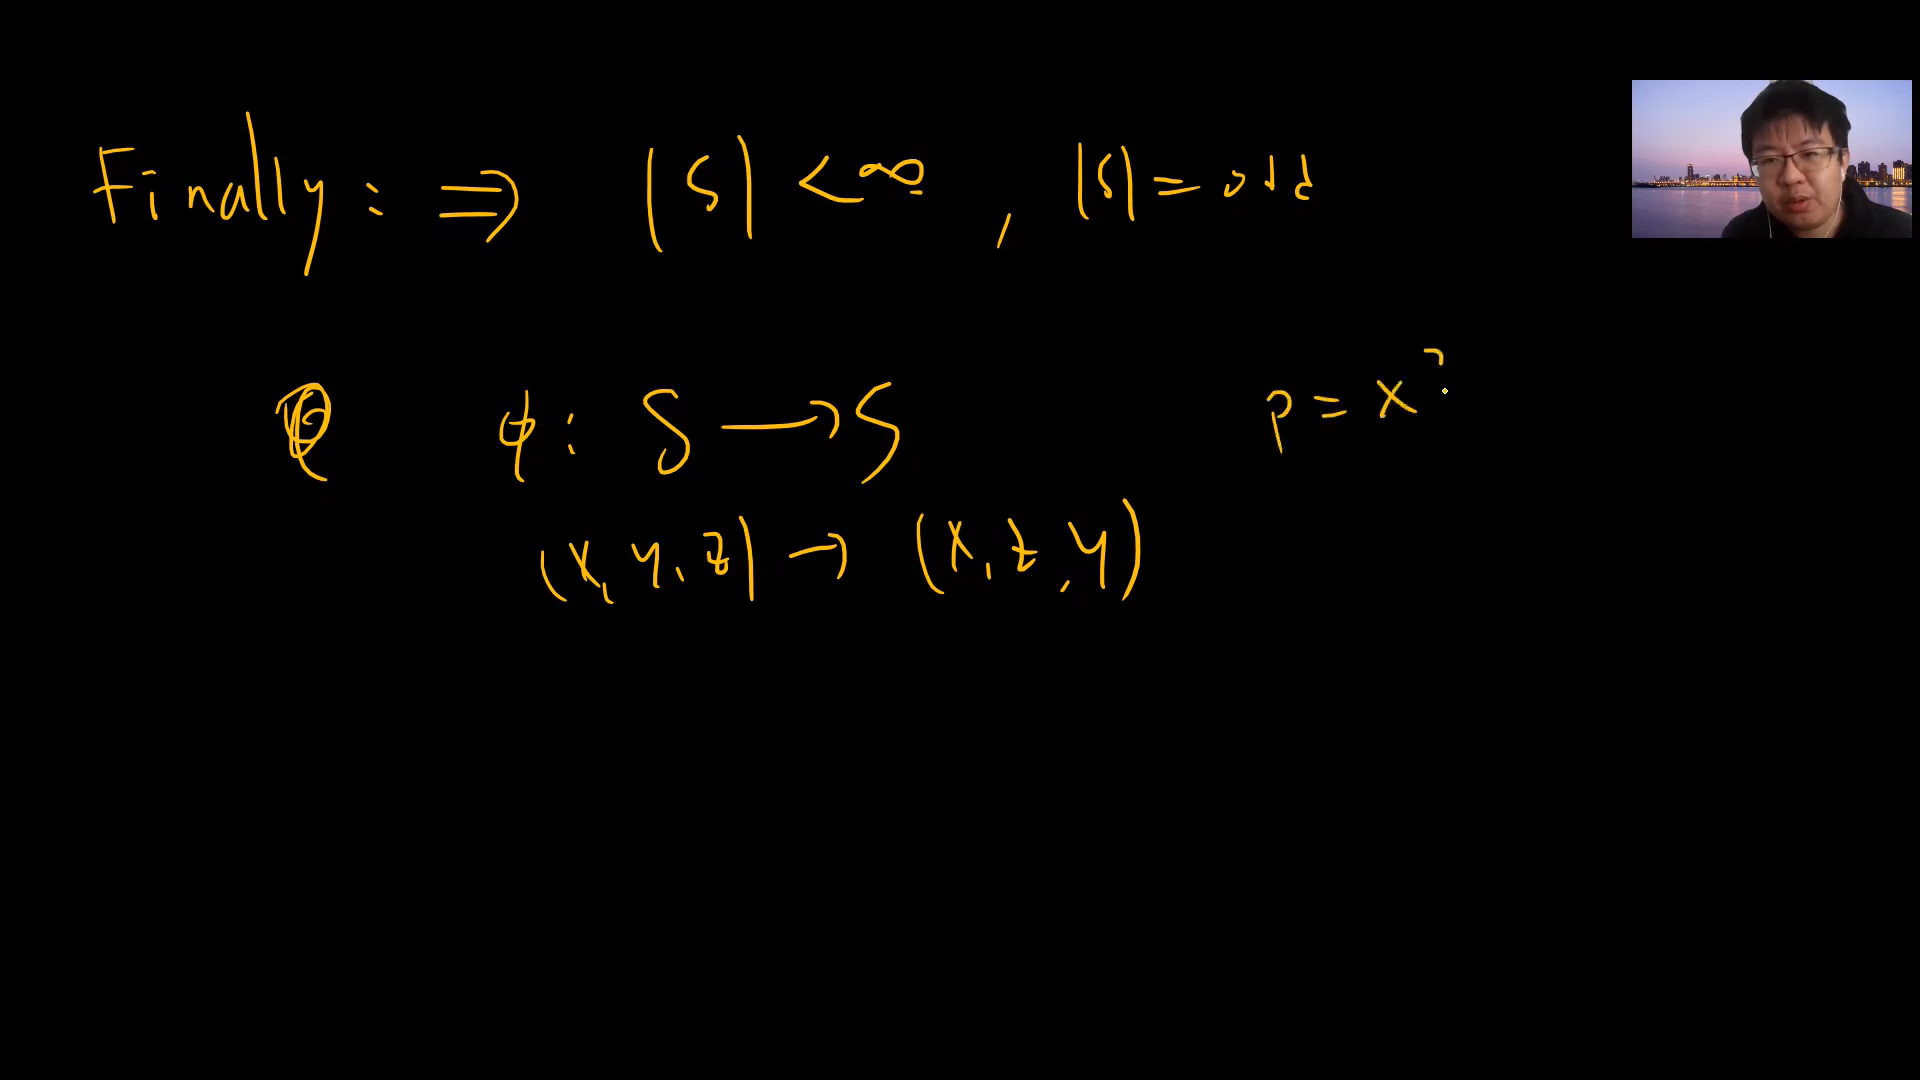 Finally: ⇒ |S| < ∞, |S| = odd
φ: S → S p = x²
(x, y, z) → (x, z, y)